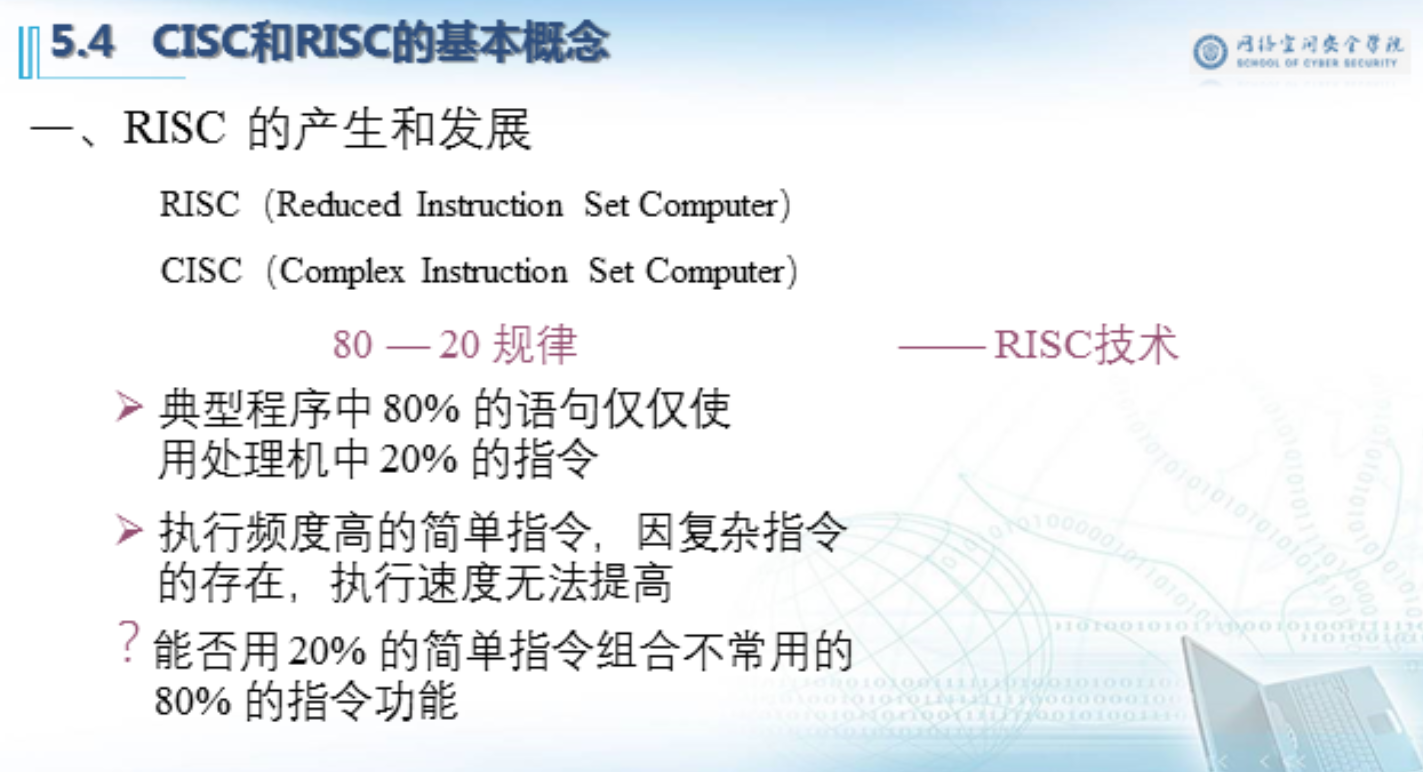 5.4 CISC和RISC的基本概念
网络空间安全学院
SCHOOL OF CYBER SECURITY
一、RISC 的产生和发展
RISC（Reduced Instruction Set Computer）
CISC（Complex Instruction Set Computer）
80 — 20 规律 —— RISC技术
➢ 典型程序中 80% 的语句仅仅使
用处理机中 20% 的指令
➢ 执行频度高的简单指令，因复杂指令
的存在，执行速度无法提高
? 能否用 20% 的简单指令组合不常用的
80% 的指令功能